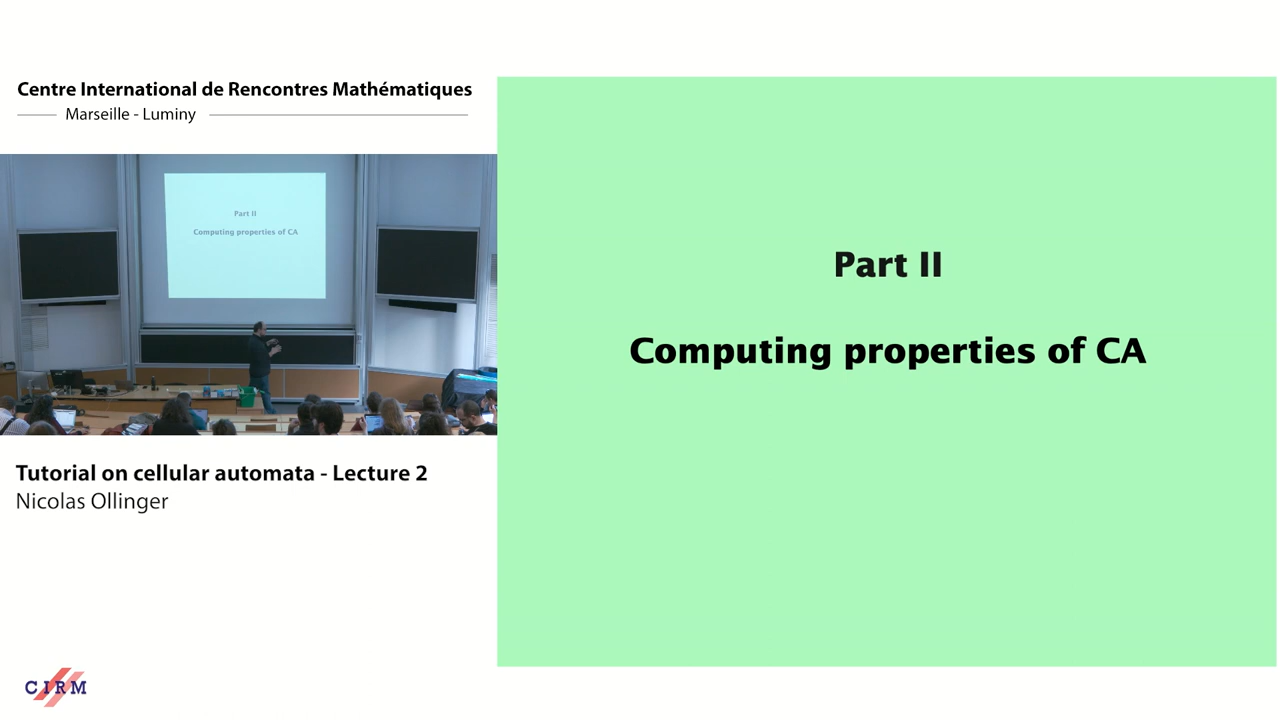 Centre International de Rencontres Mathématiques
Marseille - Luminy
Part II
Computing properties of CA
Part II
Computing properties of CA
Tutorial on cellular automata - Lecture 2
Nicolas Ollinger
CIRM